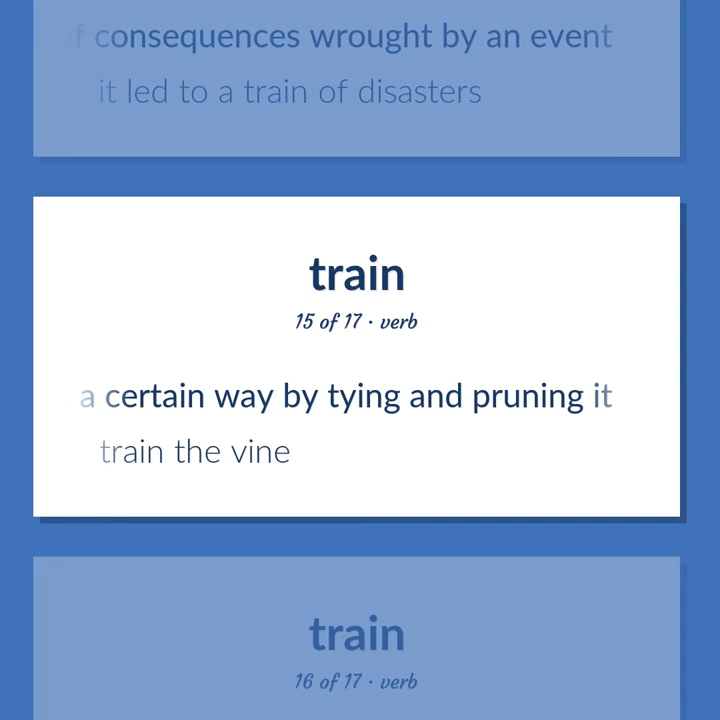 of consequences wrought by an event
it led to a train of disasters
train
15 of 17 · verb
a certain way by tying and pruning it
train the vine
train
16 of 17 · verb